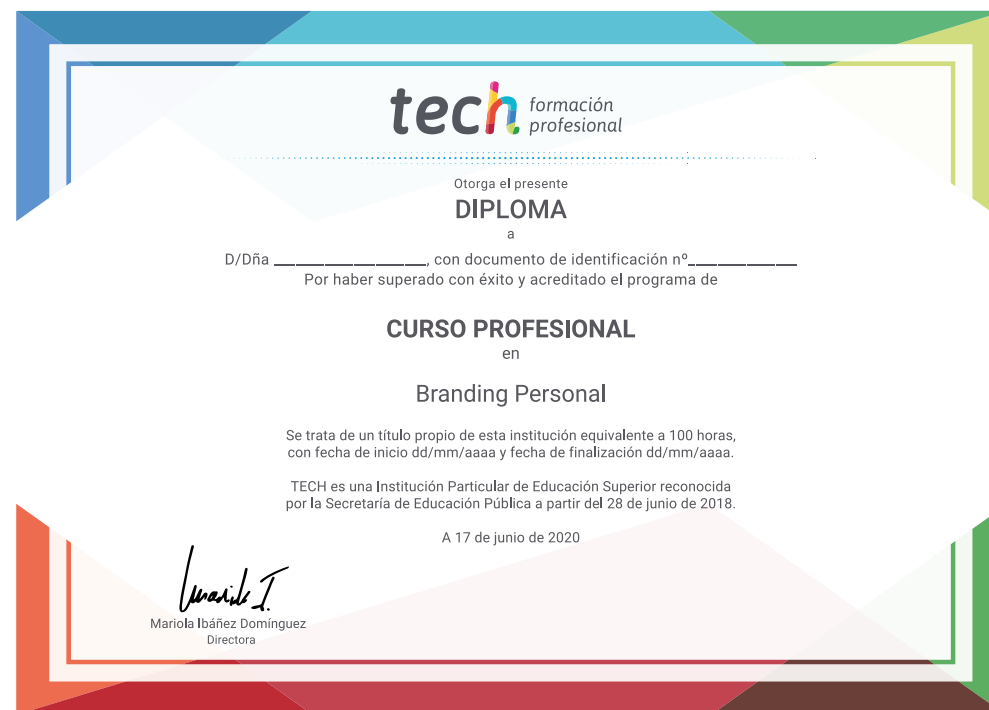 tech formación
profesional
Otorga el presente
DIPLOMA
a
D/Dña ______________, con documento de identificación nº__________
Por haber superado con éxito y acreditado el programa de
CURSO PROFESIONAL
en
Branding Personal
Se trata de un título propio de esta institución equivalente a 100 horas,
con fecha de inicio dd/mm/aaaa y fecha de finalización dd/mm/aaaa.
TECH es una Institución Particular de Educación Superior reconocida
por la Secretaría de Educación Pública a partir del 28 de junio de 2018.
A 17 de junio de 2020
Mariola Ibáñez Domínguez
Directora